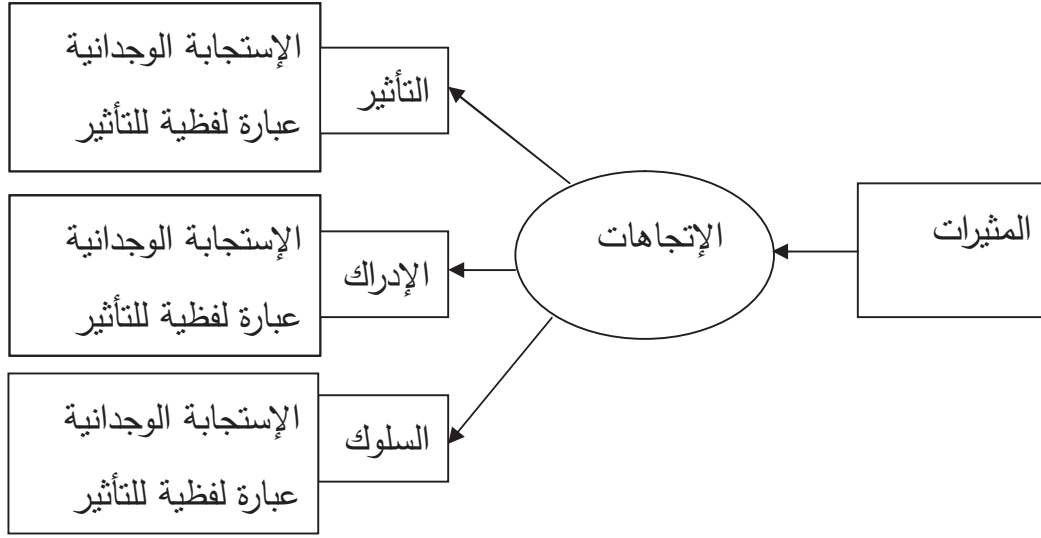 المثيرات
الإتجاهات
التأثير
الإستجابة الوجدانية
عبارة لفظية للتأثير
الإدراك
الإستجابة الوجدانية
عبارة لفظية للتأثير
السلوك
الإستجابة الوجدانية
عبارة لفظية للتأثير